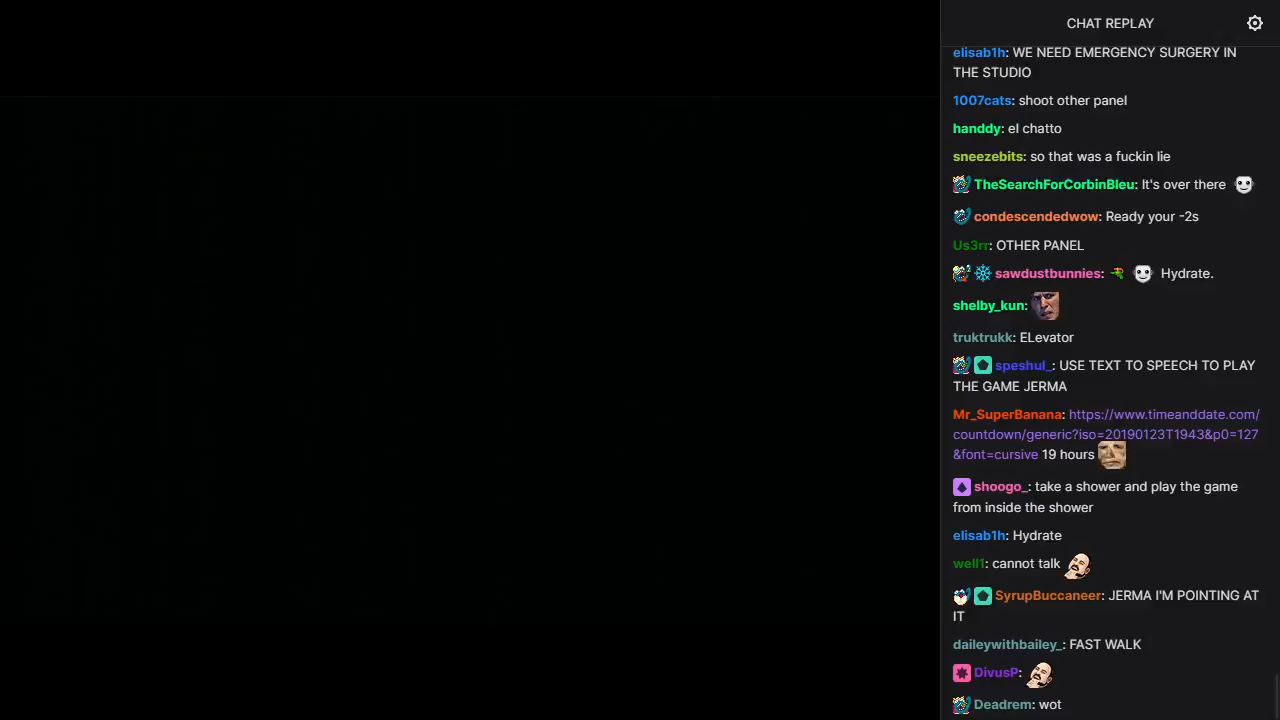 CHAT REPLAY
elisab1h: WE NEED EMERGENCY SURGERY IN
THE STUDIO
1007cats: shoot other panel
handdy: el chatto
sneezebits: so that was a fuckin lie
TheSearchForCorbinBleu: It's over there
condescendedwow: Ready your -2s
Us3rr: OTHER PANEL
sawdustbunnies: Hydrate.
shelby_kun:
truktrukk: ELevator
speshul_: USE TEXT TO SPEECH TO PLAY
THE GAME JERMA
Mr_SuperBanana: https://www.timeanddate.com/
countdown/generic?iso=20190123T1943&p0=127
&font=cursive 19 hours
shoogo_: take a shower and play the game
from inside the shower
elisab1h: Hydrate
well1: cannot talk
SyrupBuccaneer: JERMA I'M POINTING AT
IT
daileywithbailey_: FAST WALK
DivusP:
Deadrem: wot